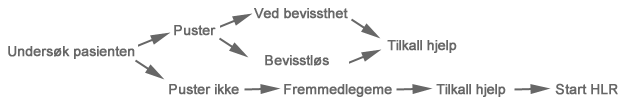 Ved bevissthet
Puster
Tilkall hjelp
Undersøk pasienten
Bevisstløs
Puster ikke
Fremmedlegeme
Tilkall hjelp
Start HLR